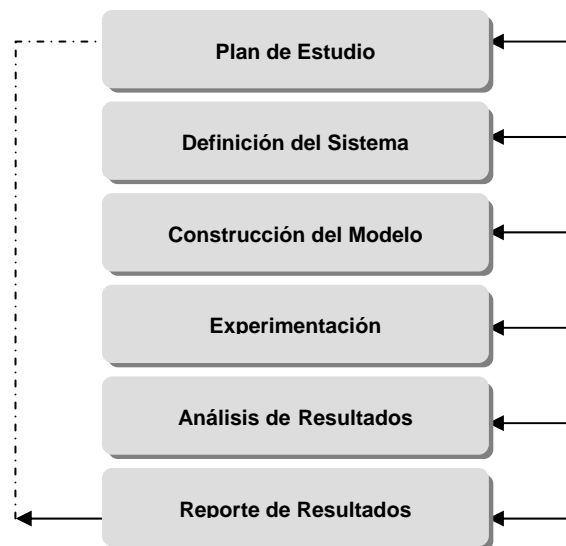 Plan de Estudio
Definición del Sistema
Construcción del Modelo
Experimentación
Análisis de Resultados
Reporte de Resultados